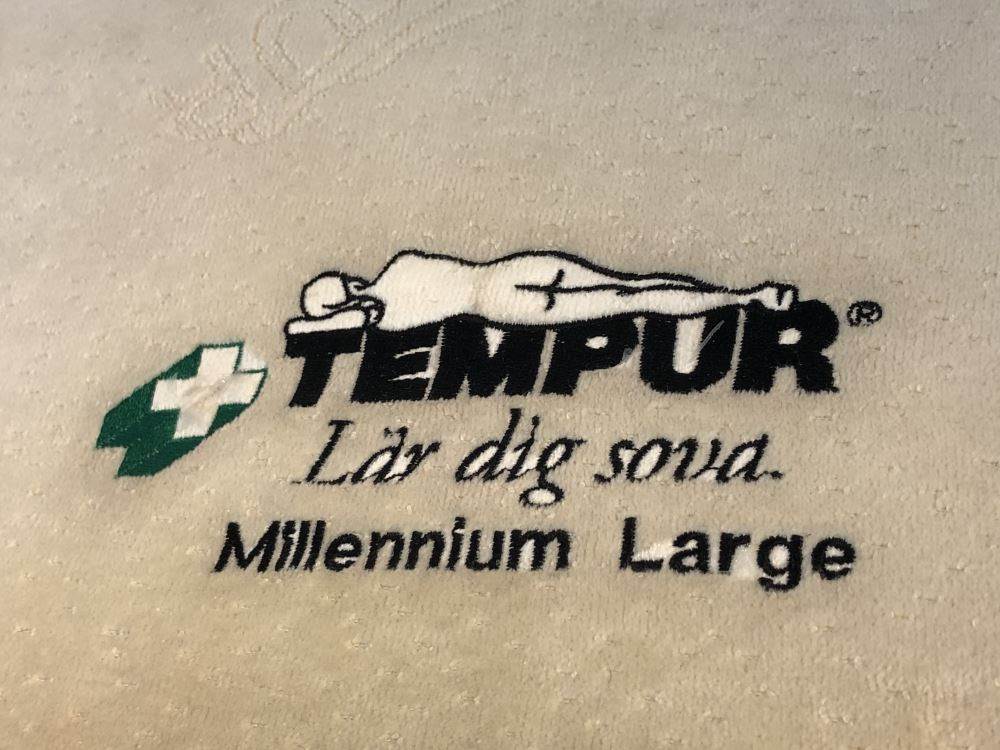 TEMPUR®
Lär dig sova.
Millennium Large